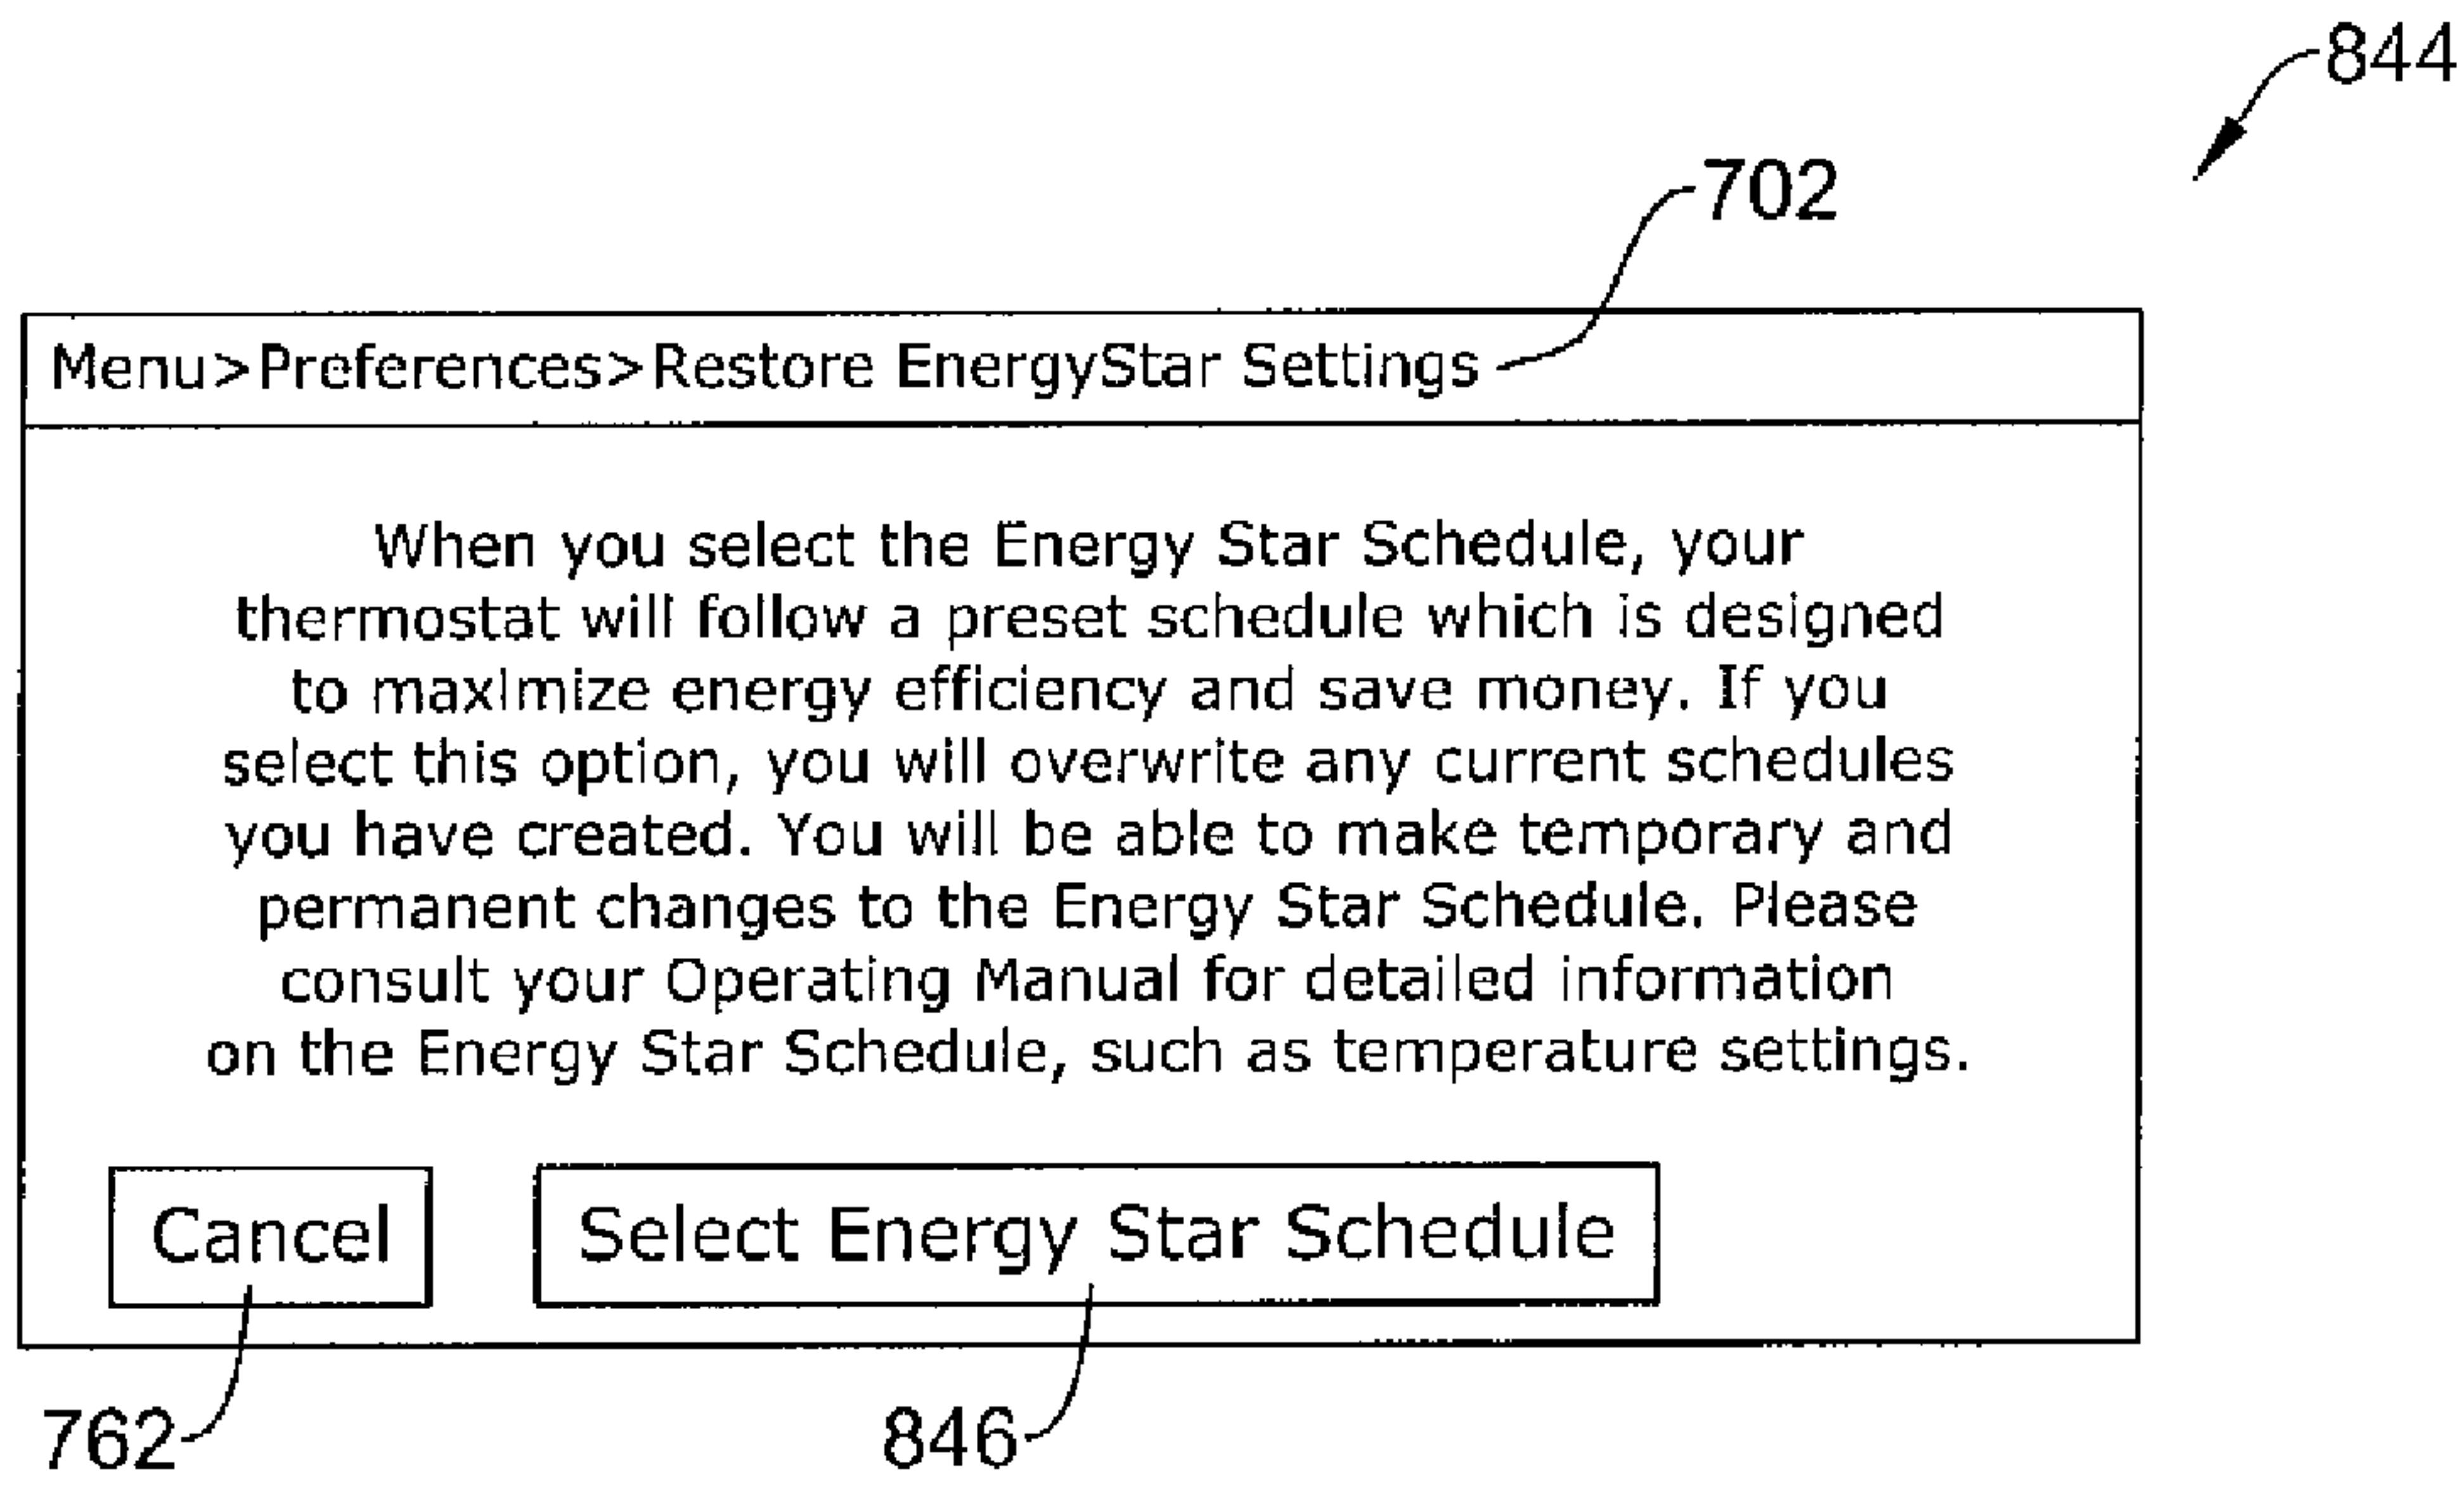 844
702
Menu>Preferences>Restore EnergyStar Settings
When you select the Energy Star Schedule, your
thermostat will follow a preset schedule which is designed
to maximize energy efficiency and save money. If you
select this option, you will overwrite any current schedules
you have created. You will be able to make temporary and
permanent changes to the Energy Star Schedule. Please
consult your Operating Manual for detailed information
on the Energy Star Schedule, such as temperature settings.
Cancel
Select Energy Star Schedule
762
846